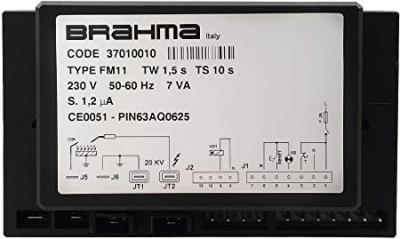 BRAHMA Italy
CODE 37010010
TYPE FM11 TW 1,5 s TS 10 s
230 V 50-60 Hz 7 VA
S. 1,2 µA
CE0051 - PIN63AQ0625
20 KV
J5 J6 JT1 JT2 J2 J1